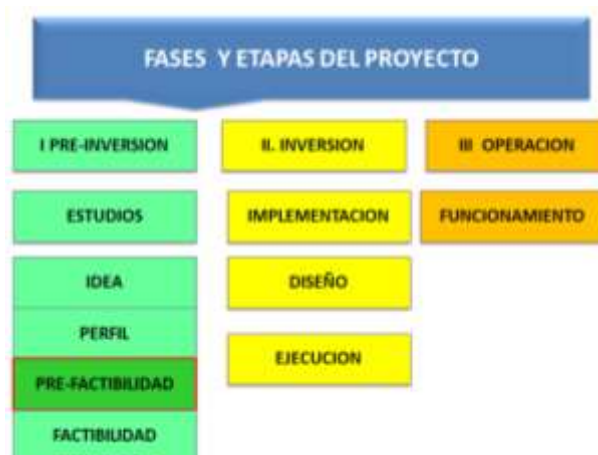 FASES Y ETAPAS DEL PROYECTO
I PRE-INVERSION
II. INVERSION
III OPERACION
ESTUDIOS
IMPLEMENTACION
FUNCIONAMIENTO
IDEA
DISEÑO
PERFIL
EJECUCION
PRE-FACTIBILIDAD
FACTIBILIDAD